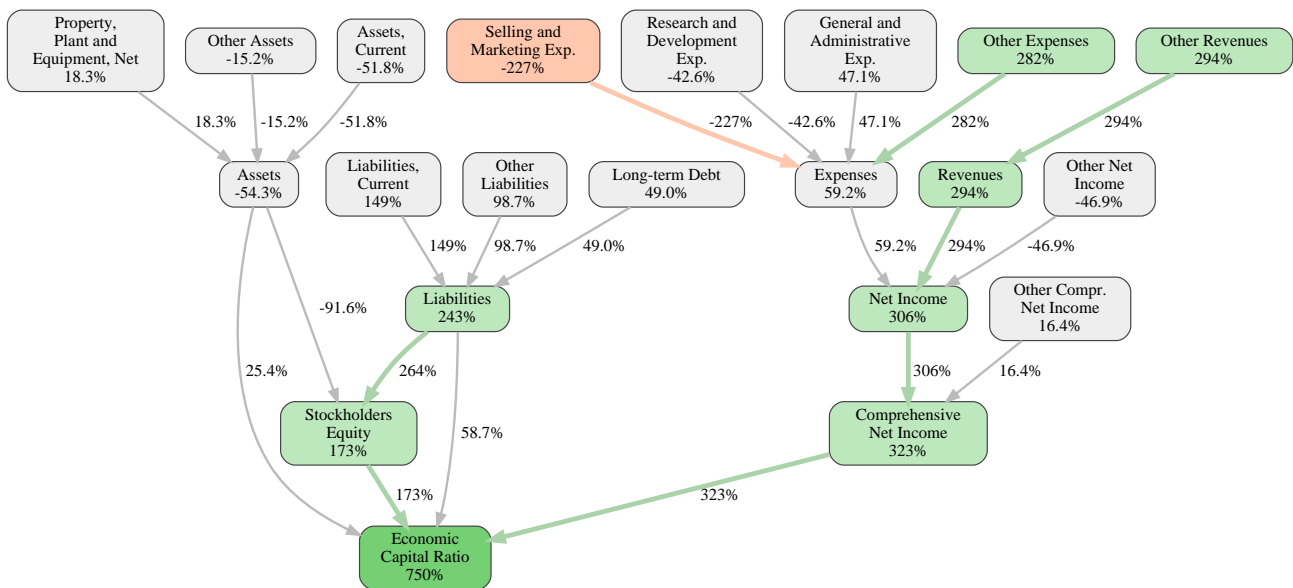 Property,
Plant and
Equipment, Net
18.3%
Other Assets
-15.2%
Assets,
Current
-51.8%
Selling and
Marketing Exp.
-227%
Research and
Development
Exp.
-42.6%
General and
Administrative
Exp.
47.1%
Other Expenses
282%
Other Revenues
294%
18.3%
-15.2%
-51.8%
-227%
-42.6%
47.1%
282%
294%
Assets
-54.3%
Liabilities,
Current
149%
Other
Liabilities
98.7%
Long-term Debt
49.0%
Expenses
59.2%
Revenues
294%
Other Net
Income
-46.9%
149%
98.7%
49.0%
59.2%
294%
-46.9%
-91.6%
Liabilities
243%
Net Income
306%
Other Compr.
Net Income
16.4%
25.4%
264%
306%
16.4%
Stockholders
Equity
173%
58.7%
Comprehensive
Net Income
323%
173%
323%
Economic
Capital Ratio
750%